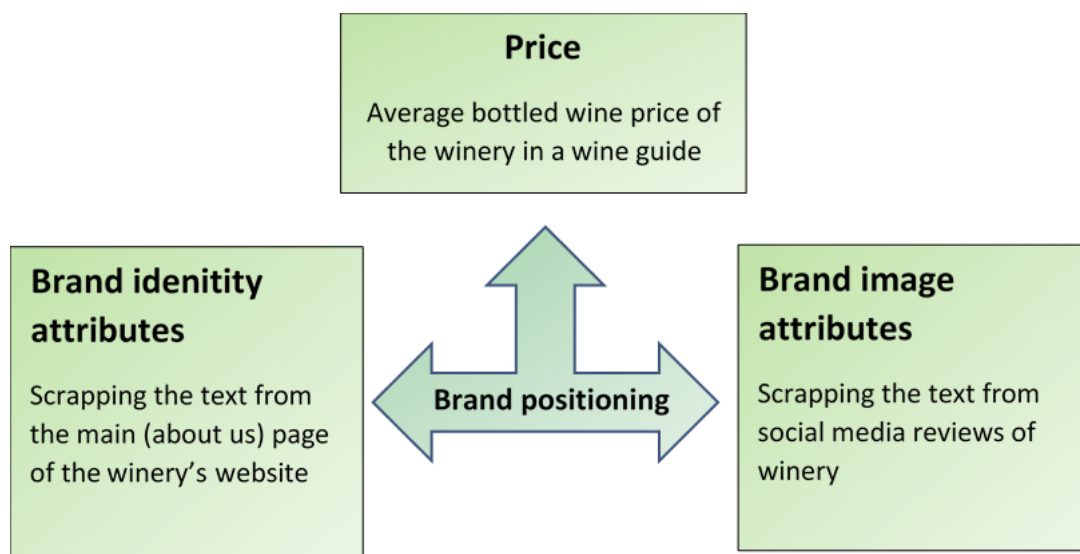 Price
Average bottled wine price of
the winery in a wine guide
Brand idenitity
attributes
Scrapping the text from
the main (about us) page
of the winery's website
Brand positioning
Brand image
attributes
Scrapping the text from
social media reviews of
winery